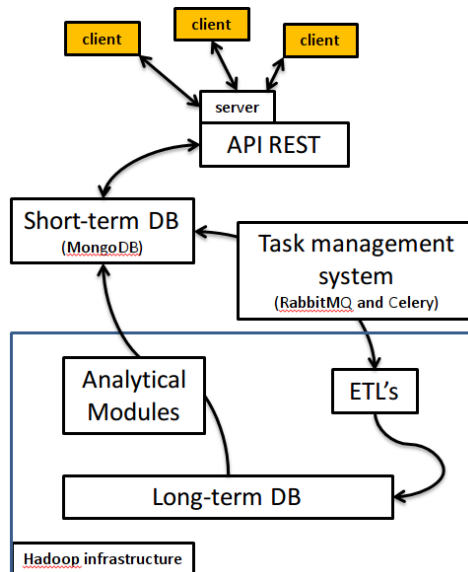 client
client
client
server
API REST
Short-term DB
(MongoDB)
Task management
system
(RabbitMQ and Celery)
Analytical
Modules
ETL's
Long-term DB
Hadoop infrastructure